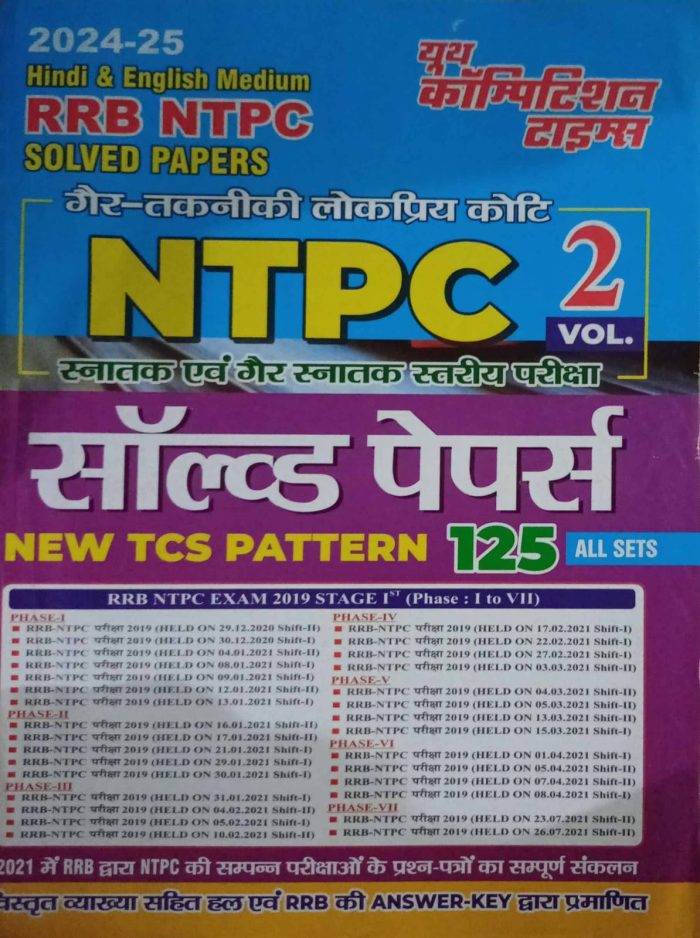 2024-25
Hindi & English Medium
RRB NTPC
SOLVED PAPERS
यूथ
कॉम्पिटिशन
टाइम्स
गैर-तकनीकी लोकप्रिय कोटि
NTPC
2
VOL.
स्नातक एवं गैर स्नातक स्तरीय परीक्षा
सॉल्व्ड पेपर्स
NEW TCS PATTERN 125 ALL SETS
RRB NTPC EXAM 2019 STAGE IST (Phase : I to VII)
PHASE-I
RRB-NTPC परीक्षा 2019 (HELD ON 29.12.2020 Shift-II)
RRB-NTPC परीक्षा 2019 (HELD ON 30.12.2020 Shift-I)
RRB-NTPC परीक्षा 2019 (HELD ON 04.01.2021 Shift-II)
RRB-NTPC परीक्षा 2019 (HELD ON 08.01.2021 Shift-I)
RRB-NTPC परीक्षा 2019 (HELD ON 09.01.2021 Shift-I)
RRB-NTPC परीक्षा 2019 (HELD ON 12.01.2021 Shift-II)
RRB-NTPC परीक्षा 2019 (HELD ON 13.01.2021 Shift-I)
PHASE-II
RRB-NTPC परीक्षा 2019 (HELD ON 16.01.2021 Shift-II)
RRB-NTPC परीक्षा 2019 (HELD ON 17.01.2021 Shift-II)
RRB-NTPC परीक्षा 2019 (HELD ON 21.01.2021 Shift-I)
RRB-NTPC परीक्षा 2019 (HELD ON 29.01.2021 Shift-I)
RRB-NTPC परीक्षा 2019 (HELD ON 30.01.2021 Shift-I)
PHASE-III
RRB-NTPC परीक्षा 2019 (HELD ON 31.01.2021 Shift-I)
RRB-NTPC परीक्षा 2019 (HELD ON 04.02.2021 Shift-II)
RRB-NTPC परीक्षा 2019 (HELD ON 05.02.2021 Shift-I)
RRB-NTPC परीक्षा 2019 (HELD ON 10.02.2021 Shift-II)
PHASE-IV
RRB-NTPC परीक्षा 2019 (HELD ON 17.02.2021 Shift-I)
RRB-NTPC परीक्षा 2019 (HELD ON 22.02.2021 Shift-I)
RRB-NTPC परीक्षा 2019 (HELD ON 27.02.2021 Shift-I)
RRB-NTPC परीक्षा 2019 (HELD ON 03.03.2021 Shift-II)
PHASE-V
RRB-NTPC परीक्षा 2019 (HELD ON 04.03.2021 Shift-II)
RRB-NTPC परीक्षा 2019 (HELD ON 05.03.2021 Shift-II)
RRB-NTPC परीक्षा 2019 (HELD ON 13.03.2021 Shift-II)
RRB-NTPC परीक्षा 2019 (HELD ON 15.03.2021 Shift-I)
PHASE-VI
RRB-NTPC परीक्षा 2019 (HELD ON 01.04.2021 Shift-I)
RRB-NTPC परीक्षा 2019 (HELD ON 05.04.2021 Shift-II)
RRB-NTPC परीक्षा 2019 (HELD ON 07.04.2021 Shift-II)
RRB-NTPC परीक्षा 2019 (HELD ON 08.04.2021 Shift-I)
PHASE-VII
RRB-NTPC परीक्षा 2019 (HELD ON 23.07.2021 Shift-II)
RRB-NTPC परीक्षा 2019 (HELD ON 26.07.2021 Shift-II)
2021 में RRB द्वारा NTPC की सम्पन्न परीक्षाओं के प्रश्न-पत्रों का सम्पूर्ण संकलन
विस्तृत व्याख्या सहित हल एवं RRB की ANSWER-KEY द्वारा प्रमाणित